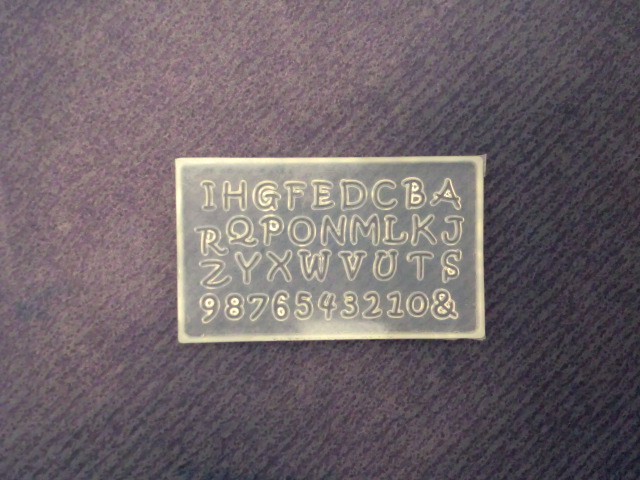 IHGFEDCBA
RQPONMLKJ
ZYXWVUTS
9876543210&